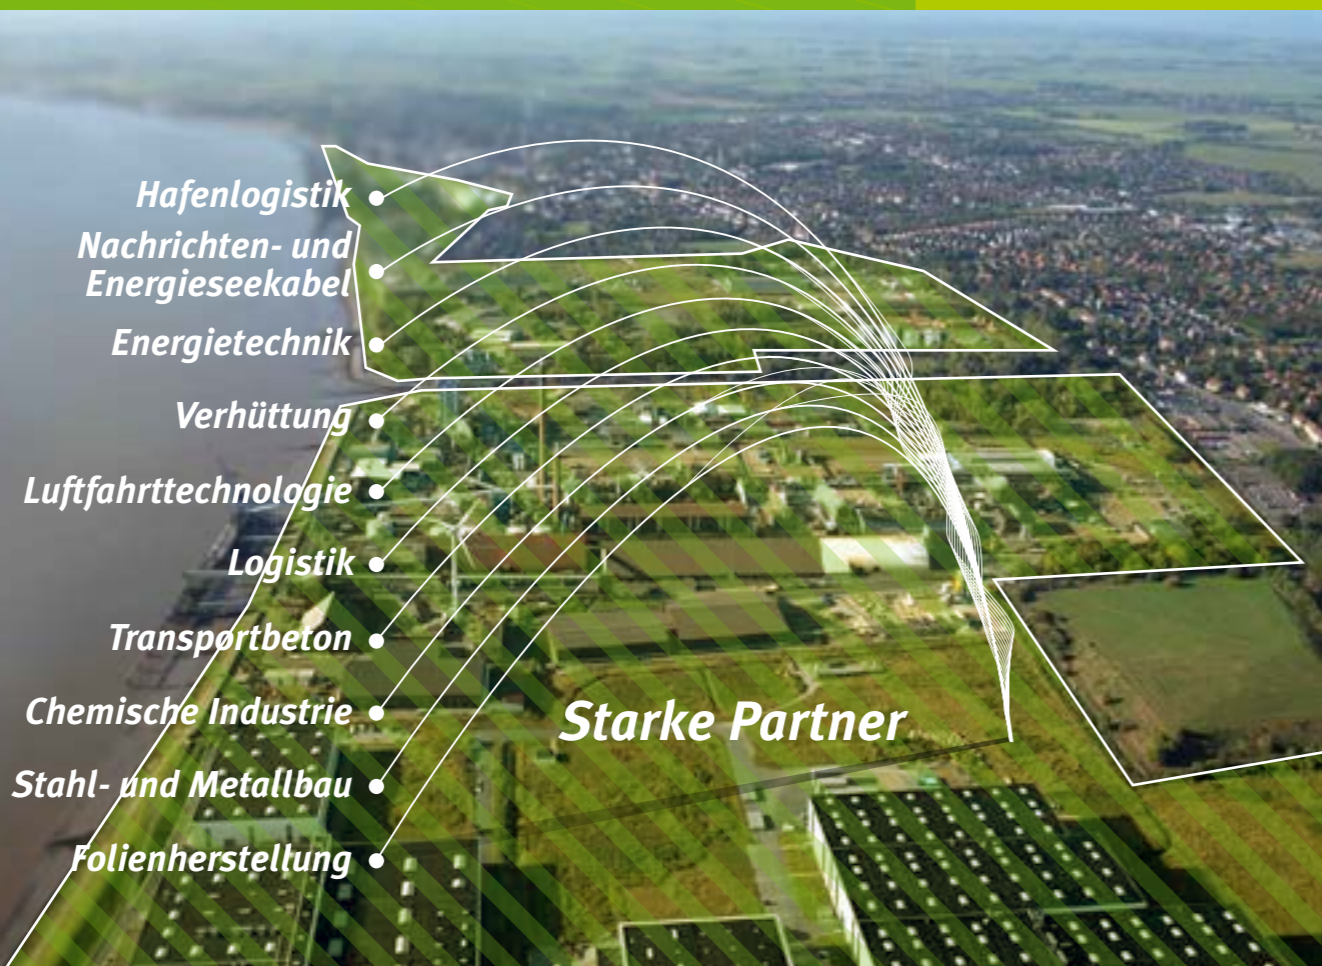 Hafenlogistik
Nachrichten- und
Energieseekabel
Energietechnik
Verhüttung
Luftfahrttechnologie
Logistik
Transportbeton
Chemische Industrie
Starke Partner
Stahl- und Metallbau
Folienherstellung